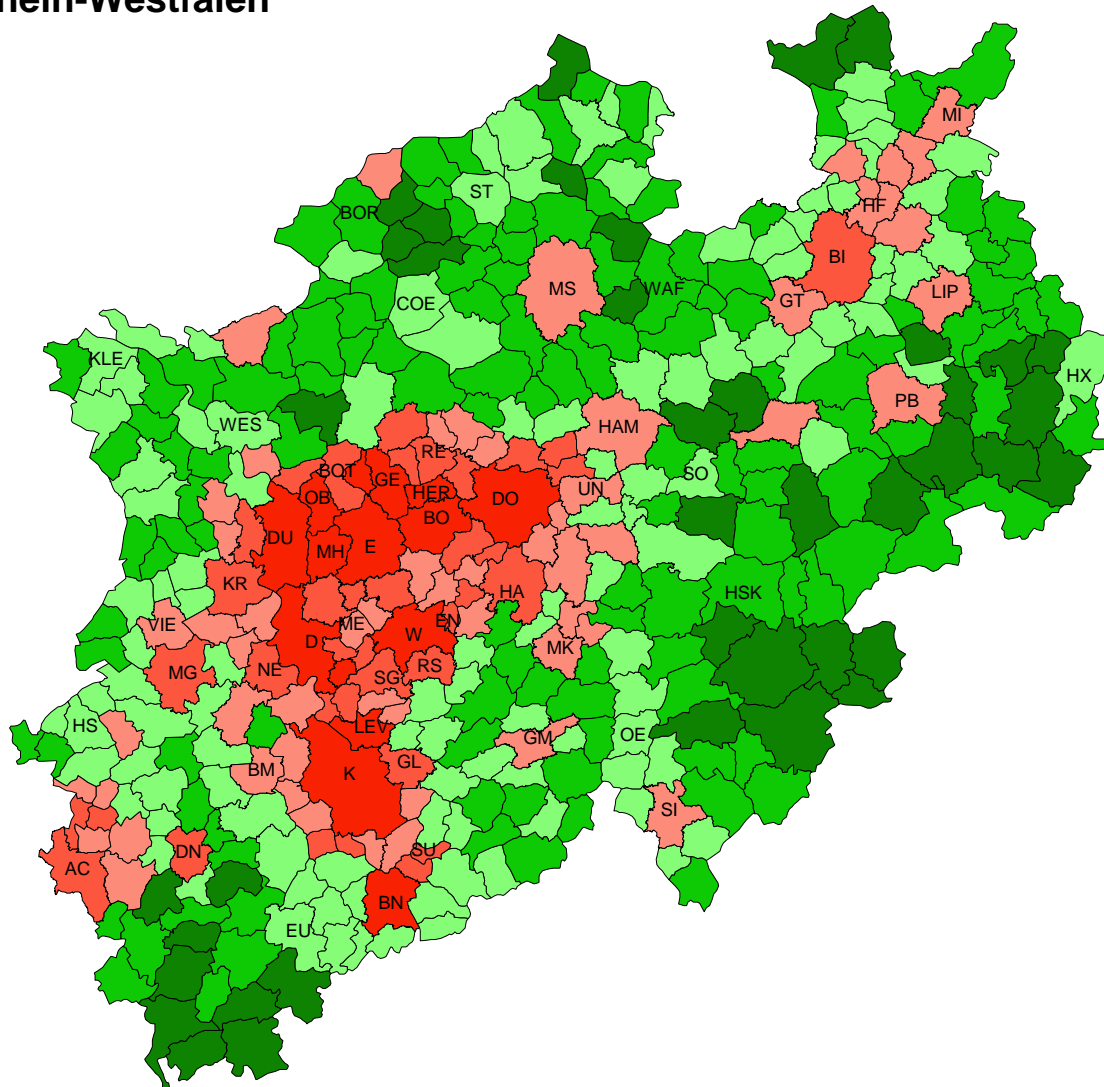 hein-Westfalen
MI
ST
HF
BOR
BI
MS
WAF
LIP
GT
COE
KLE
HX
PB
WES
HAM
RE
BOT
GE
SO
HER
UN
OB
DO
BO
DU
MH
E
KR
HA
HSK
EN
ME
VIE
W
D
MK
RS
NE
MG
SG
HS
LEV
OE
GM
GL
BM
K
SI
SU
DN
AC
BN
EU